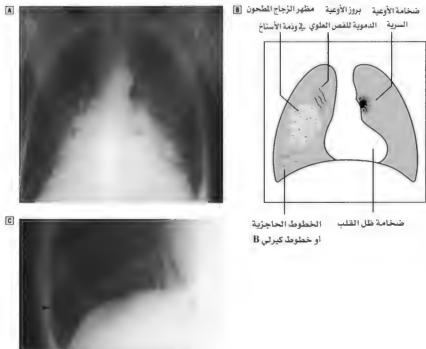 A
B
ضخامة الأوعية
السرية
بروز الأوعية
الدموية للفص العلوي
مظهر الزجاج المطحون
في وذمة الأسناخ
ضخامة ظل القلب
الخطوط الحاجزية
أو خطوط كيرلي B
C